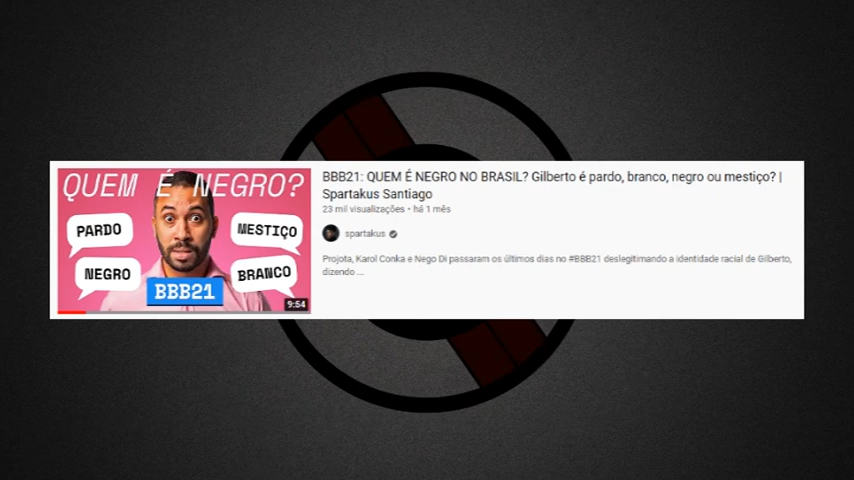 QUEM É NEGRO?
PARDO
MESTIÇO
NEGRO
BRANCO
BBB21
9:54
BBB21: QUEM É NEGRO NO BRASIL? Gilberto é pardo, branco, negro ou mestiço? |
Spartakus Santiago
23 mil visualizações • há 1 mês
spartakus
Projota, Karol Conka e Nego Di passaram os últimos dias no #BBB21 deslegitimando a identidade racial de Gilberto,
dizendo ...